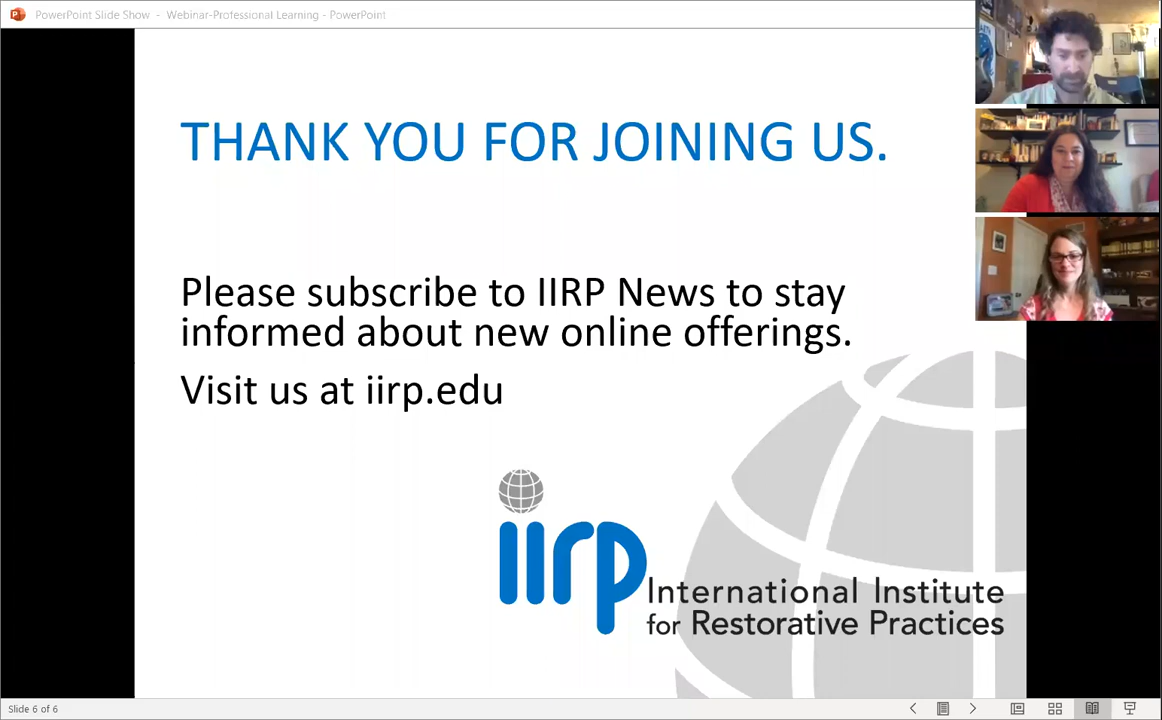 PowerPoint Slide Show - Webinar-Professional Learning - PowerPoint
THANK YOU FOR JOINING US.
Please subscribe to IIRP News to stay
informed about new online offerings.
Visit us at iirp.edu
iirp
International Institute
for Restorative Practices
Slide 6 of 6